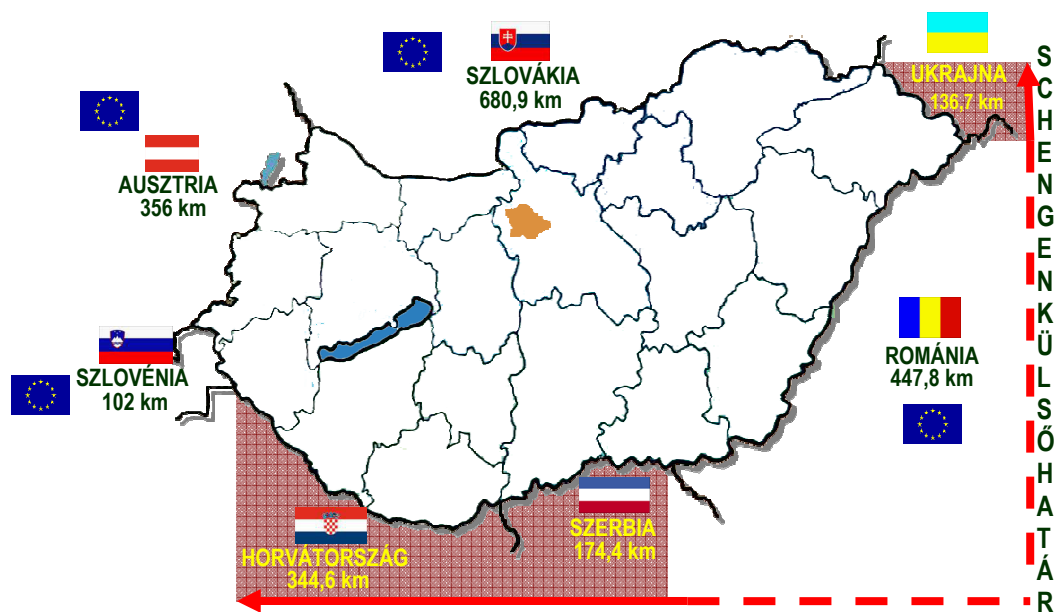 SZLOVÁKIA
680,9 km
UKRAJNA
136,7 km
AUSZTRIA
356 km
SZLOVÉNIA
102 km
ROMÁNIA
447,8 km
SZERBIA
174,4 km
HORVÁTORSZÁG
344,6 km
SCHENGENKÜLSŐHATÁR